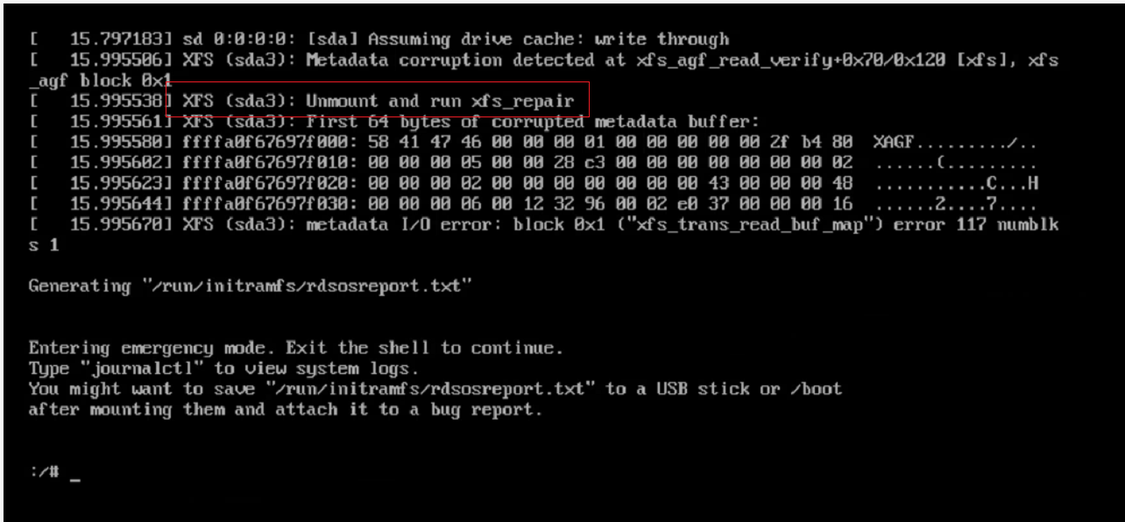 [   15.797183] sd 0:0:0:0: [sda] Assuming drive cache: write through
[   15.995506] XFS (sda3): Metadata corruption detected at xfs_agf_read_verify+0x70/0x120 [xfs], xfs
_agf block 0x1
[   15.995538] XFS (sda3): Unmount and run xfs_repair
[   15.995561] XFS (sda3): First 64 bytes of corrupted metadata buffer:
[   15.995580] ffffa0f67697f000: 58 41 47 46 00 00 00 01 00 00 00 00 00 2f b4 80  XAGF........./..
[   15.995602] ffffa0f67697f010: 00 00 00 05 00 00 28 c3 00 00 00 00 00 00 00 02  ......(.........
[   15.995623] ffffa0f67697f020: 00 00 00 02 00 00 00 00 00 00 00 43 00 00 00 48  ...........C...H
[   15.995644] ffffa0f67697f030: 00 00 00 06 00 12 32 96 00 02 e0 37 00 00 00 16  ......2....7....
[   15.995670] XFS (sda3): metadata I/O error: block 0x1 ("xfs_trans_read_buf_map") error 117 numblk
s 1
Generating "/run/initramfs/rdsosreport.txt"
Entering emergency mode. Exit the shell to continue.
Type "journalctl" to view system logs.
You might want to save "/run/initramfs/rdsosreport.txt" to a USB stick or /boot
after mounting them and attach it to a bug report.
:/# _